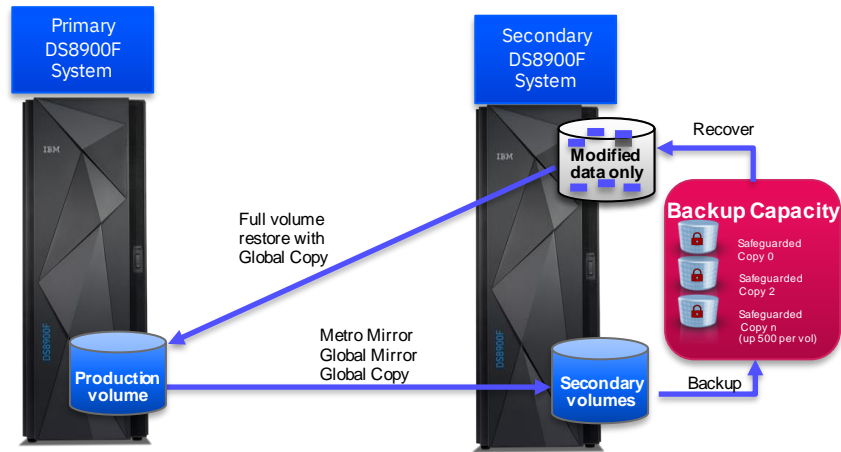 Primary
DS8900F
System
Secondary
DS8900F
System
IBM
IBM
Modified
data only
Recover
Backup Capacity
Safeguarded
Copy 0
Safeguarded
Copy 2
Safeguarded
Copy n
(up 500 per vol)
Full volume
restore with
Global Copy
Metro Mirror
Global Mirror
Global Copy
DS8900F
DS8900F
Production
volume
Secondary
volumes
Backup